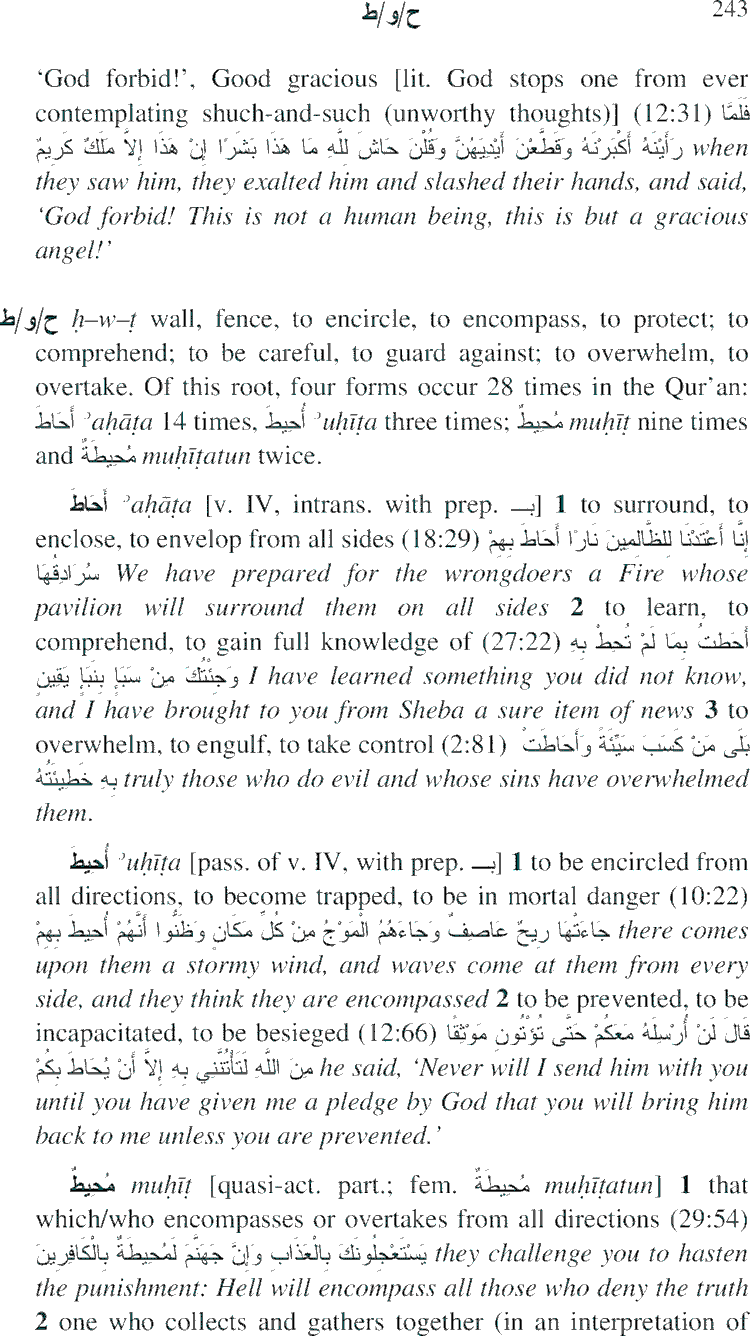 ح/و/ط 243
‘God forbid!’, Good gracious [lit. God stops one from ever
contemplating shuch-and-such (unworthy thoughts)] (12:31) فَلَمَّا
رَأَيْنَهُ أَكْبَرْنَهُ وَقَطَّعْنَ أَيْدِيَهُنَّ وَقُلْنَ حَاشَ لِلَّهِ مَا هَذَا بَشَرًا إِنْ هَذَا إِلاَّ مَلَكٌ كَرِيمٌ when
they saw him, they exalted him and slashed their hands, and said,
‘God forbid! This is not a human being, this is but a gracious
angel!’
ح/و/ط ḥ–w–ṭ wall, fence, to encircle, to encompass, to protect; to
comprehend; to be careful, to guard against; to overwhelm, to
overtake. Of this root, four forms occur 28 times in the Qur’an:
أَحَاطَ ʾaḥāṭa 14 times, أُحِيطَ ʾuḥīṭa three times; مُحِيطٌ muḥīṭ nine times
and مُحِيطَةٌ muḥīṭatun twice.
أَحَاطَ ʾaḥāṭa [v. IV, intrans. with prep. بـ] 1 to surround, to
enclose, to envelop from all sides (18:29) إِنَّا أَعْتَدْنَا لِلظَّالِمِينَ نَارًا أَحَاطَ بِهِمْ
سُرَادِقُهَا We have prepared for the wrongdoers a Fire whose
pavilion will surround them on all sides 2 to learn, to
comprehend, to gain full knowledge of (27:22) أَحَطتُ بِمَا لَمْ تُحِطْ بِهِ
وَجِئْتُكَ مِنْ سَبَإٍ بِنَبَإٍ يَقِينٍ I have learned something you did not know,
and I have brought to you from Sheba a sure item of news 3 to
overwhelm, to engulf, to take control (2:81) بَلَى مَنْ كَسَبَ سَيِّئَةً وَأَحَاطَتْ
بِهِ خَطِيئَتُهُ truly those who do evil and whose sins have overwhelmed
them.
أُحِيطَ ʾuḥīṭa [pass. of v. IV, with prep. بـ] 1 to be encircled from
all directions, to become trapped, to be in mortal danger (10:22)
جَاءَتْهَا رِيحٌ عَاصِفٌ وَجَاءَهُمُ الْمَوْجُ مِنْ كُلِّ مَكَانٍ وَظَنُّوا أَنَّهُمْ أُحِيطَ بِهِمْ there comes
upon them a stormy wind, and waves come at them from every
side, and they think they are encompassed 2 to be prevented, to be
incapacitated, to be besieged (12:66) قَالَ لَنْ أُرْسِلَهُ مَعَكُمْ حَتَّى تُؤْتُونِ مَوْثِقًا
مِنَ اللَّهِ لَتَأْتُنَّنِي بِهِ إِلاَّ أَنْ يُحَاطَ بِكُمْ he said, ‘Never will I send him with you
until you have given me a pledge by God that you will bring him
back to me unless you are prevented.’
مُحِيطٌ muḥīṭ [quasi-act. part.; fem. مُحِيطَةٌ muḥīṭatun] 1 that
which/who encompasses or overtakes from all directions (29:54)
يَسْتَعْجِلُونَكَ بِالْعَذَابِ وَإِنَّ جَهَنَّمَ لَمُحِيطَةٌ بِالْكَافِرِينَ they challenge you to hasten
the punishment: Hell will encompass all those who deny the truth
2 one who collects and gathers together (in an interpretation of